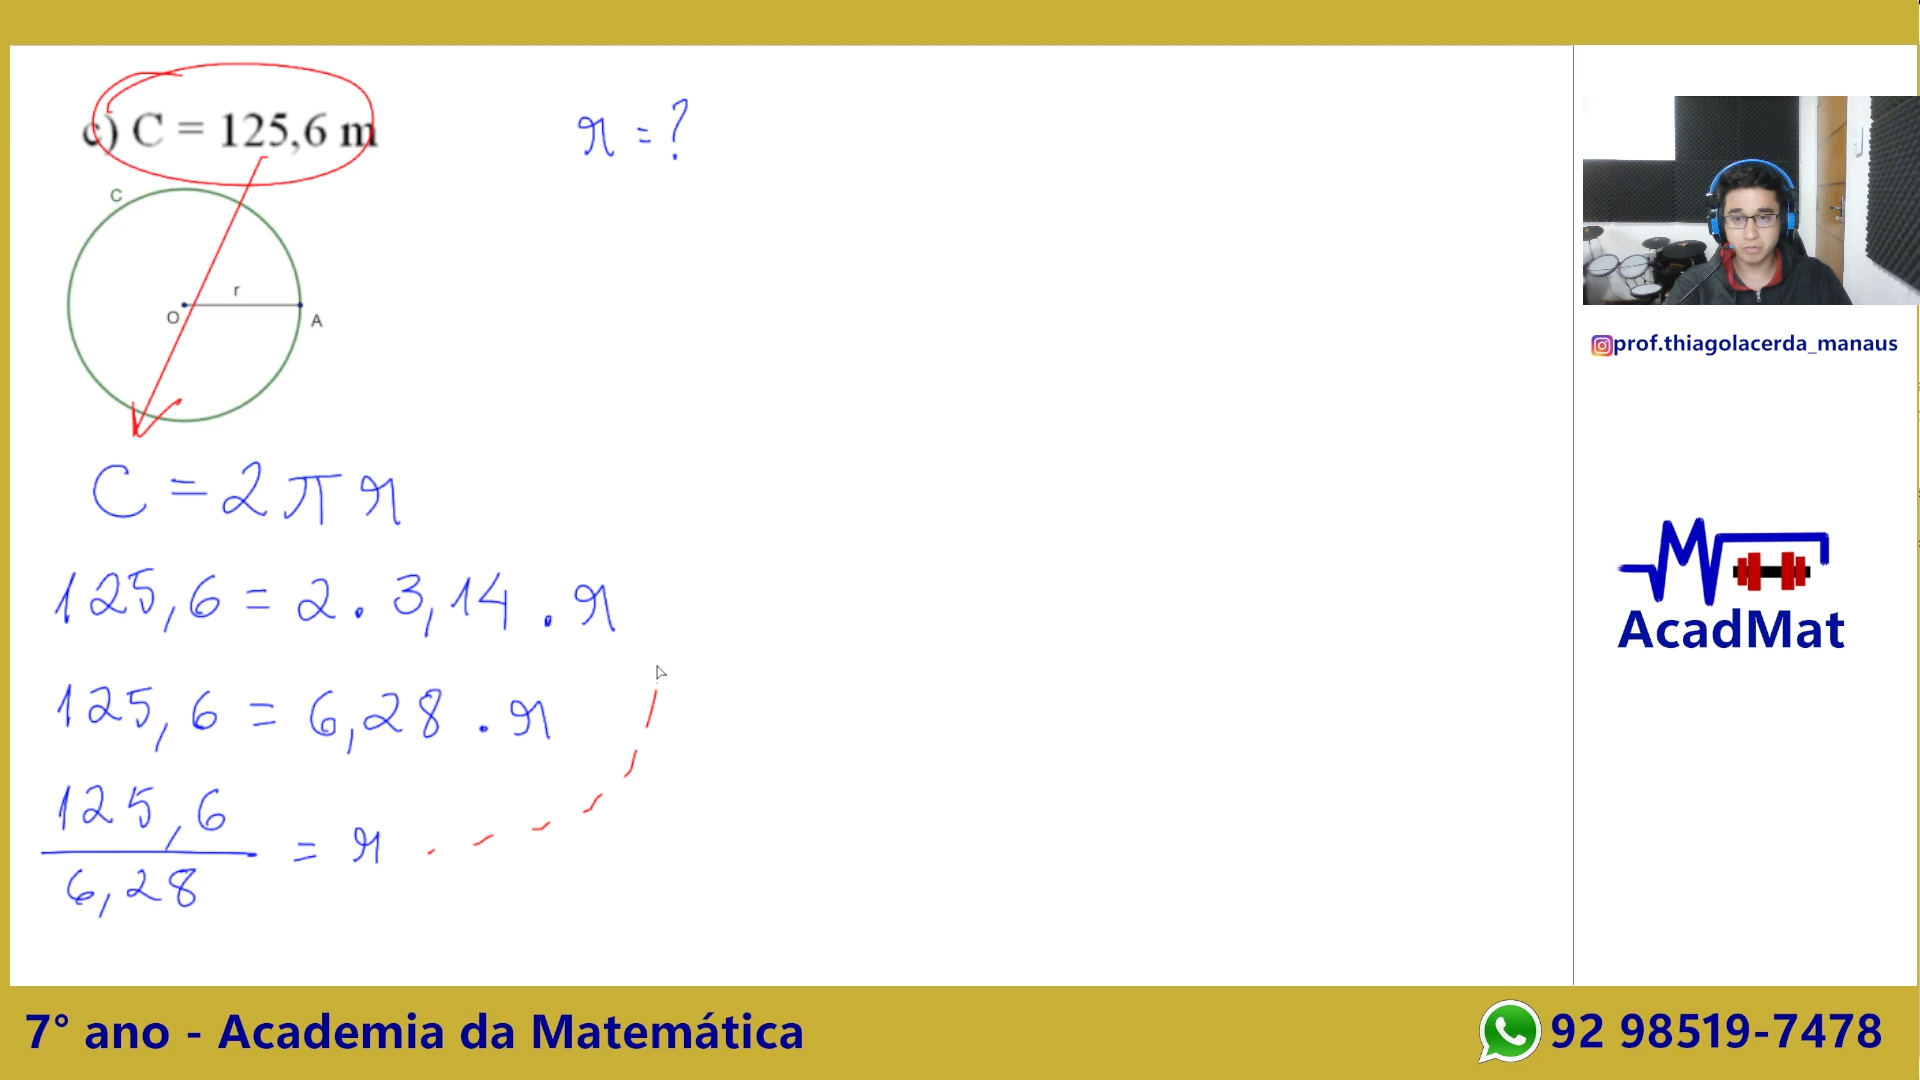 c) C = 125,6 m
r = ?
C
r
O
A
C = 2 π r
125,6 = 2 . 3,14 . r
125,6 = 6,28 . r
125,6
6,28
= r
prof.thiagolacerda_manaus
M
AcadMat
7° ano - Academia da Matemática
92 98519-7478